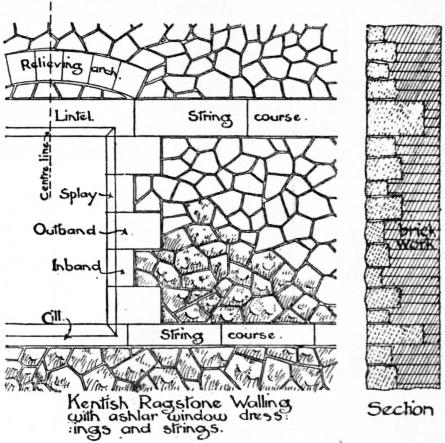 Relieving arch.
Lintel. String course.
Centre line
Splay
Outband
Inband
Cill.
String course.
brick
work
Kentish Ragstone Walling
with ashlar window dress:
:ings and strings.
Section